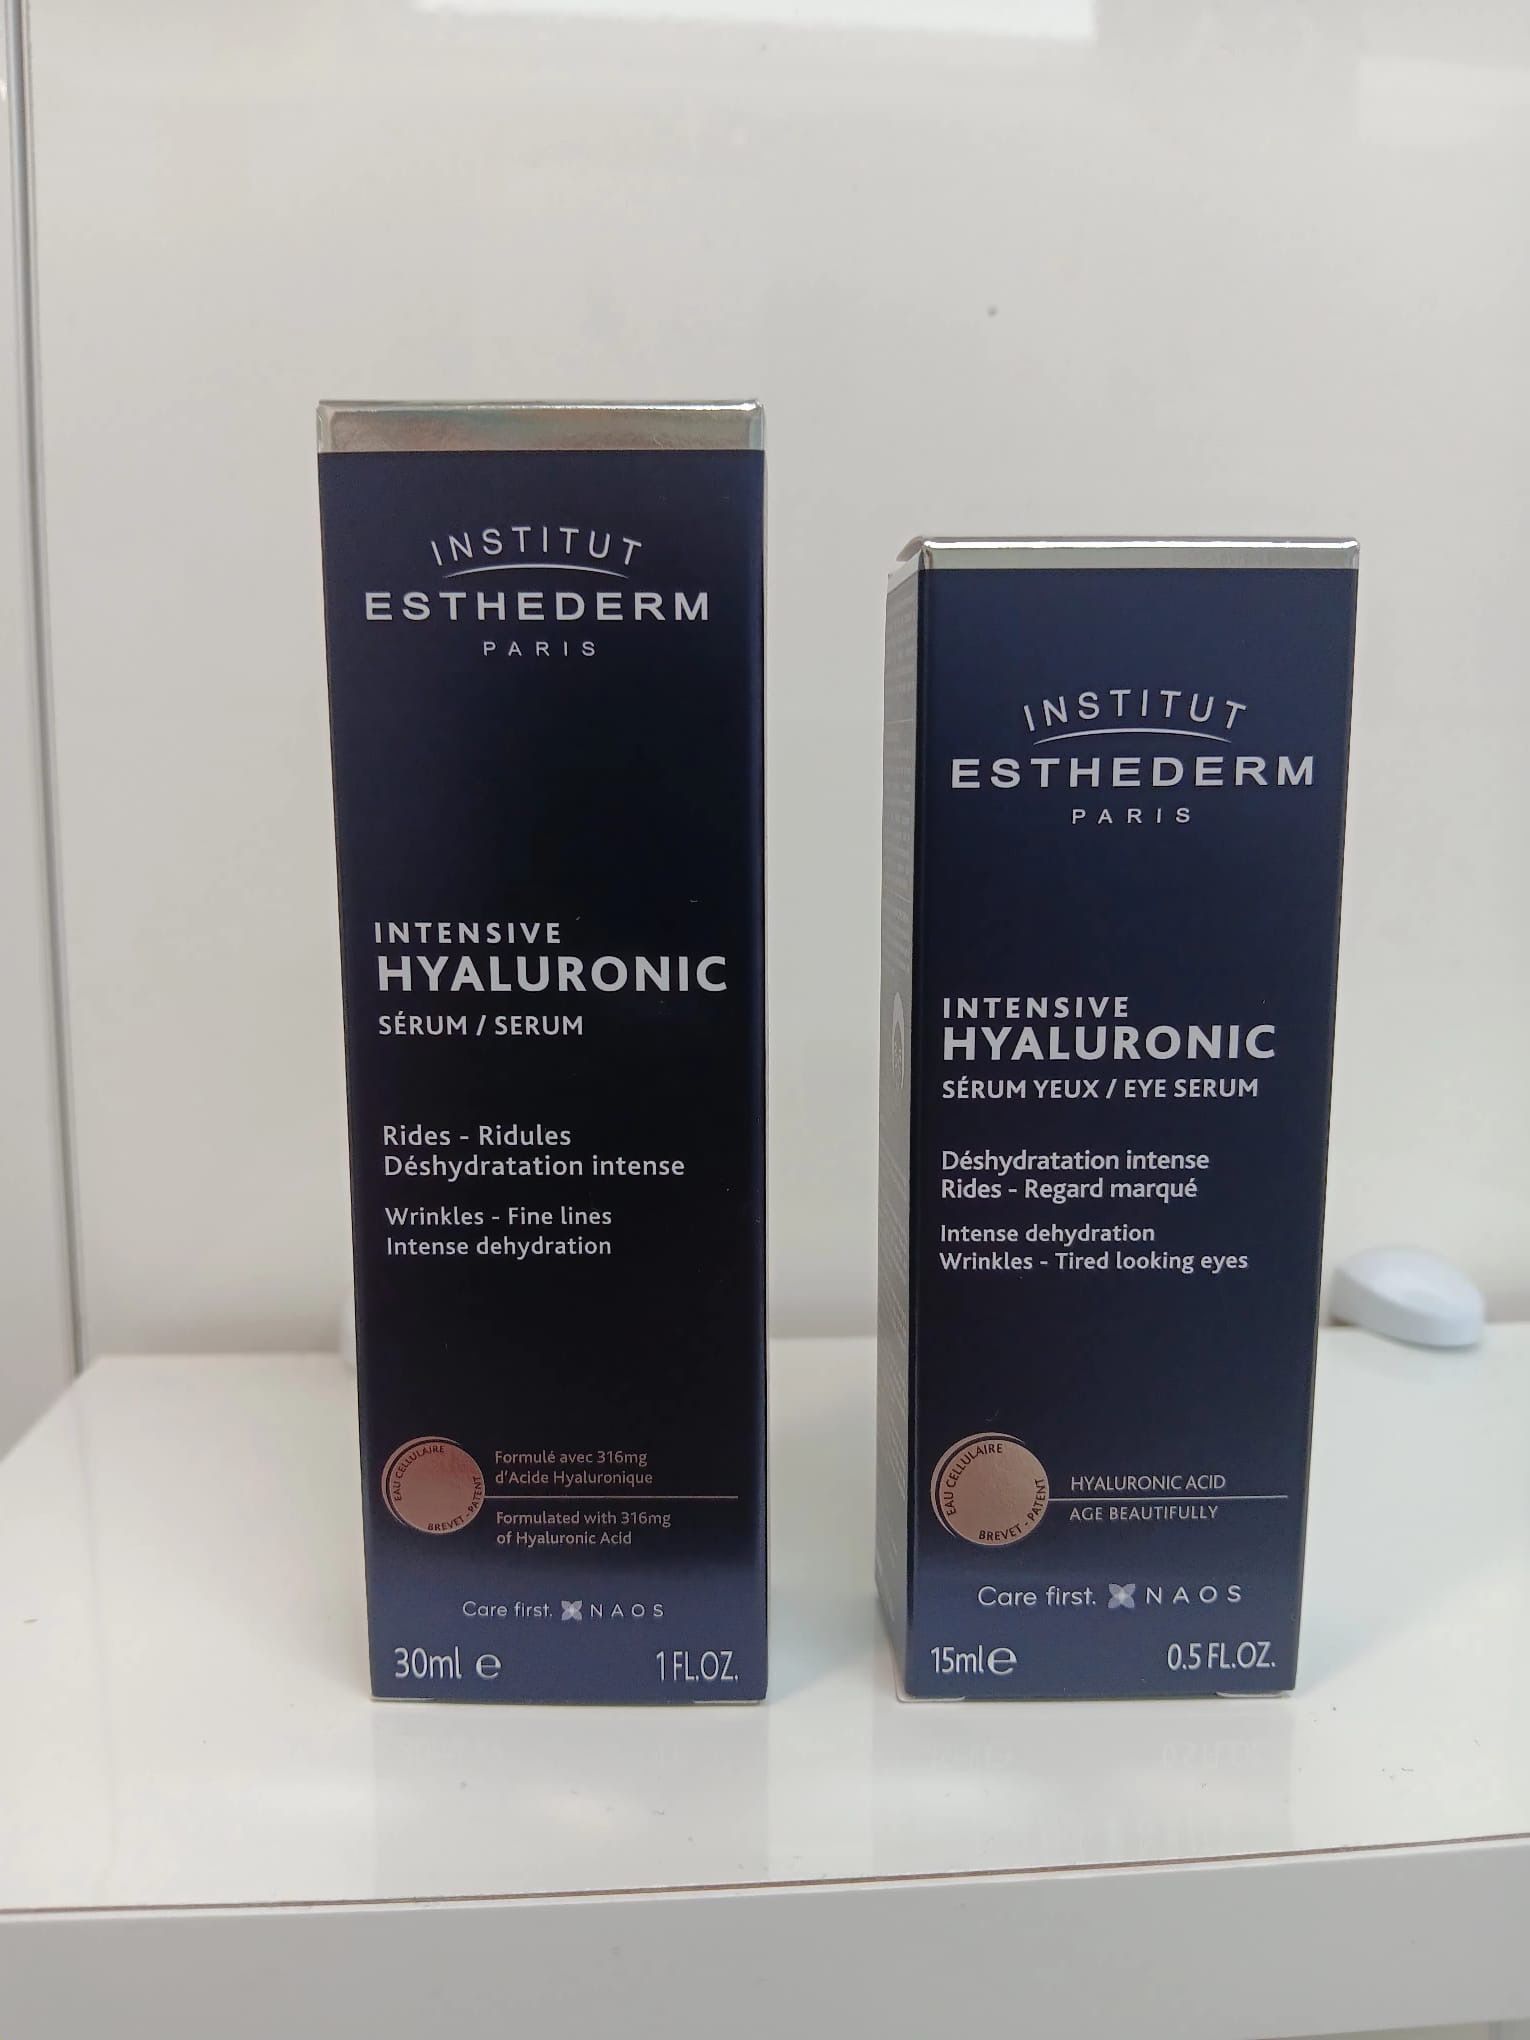 INSTITUT
ESTHEDERM
PARIS
INTENSIVE
HYALURONIC
SÉRUM / SERUM
Rides - Ridules
Déshydratation intense
Wrinkles - Fine lines
Intense dehydration
EAU CELLULAIRE
BREVET - PATENT
Formulé avec 316mg
d'Acide Hyaluronique
Formulated with 316mg
of Hyaluronic Acid
Care first. NAOS
30ml e 1 FL.OZ.
INSTITUT
ESTHEDERM
PARIS
INTENSIVE
HYALURONIC
SÉRUM YEUX / EYE SERUM
Déshydratation intense
Rides - Regard marqué
Intense dehydration
Wrinkles - Tired looking eyes
EAU CELLULAIRE
BREVET - PATENT
HYALURONIC ACID
AGE BEAUTIFULLY
Care first. NAOS
15ml e 0.5 FL.OZ.